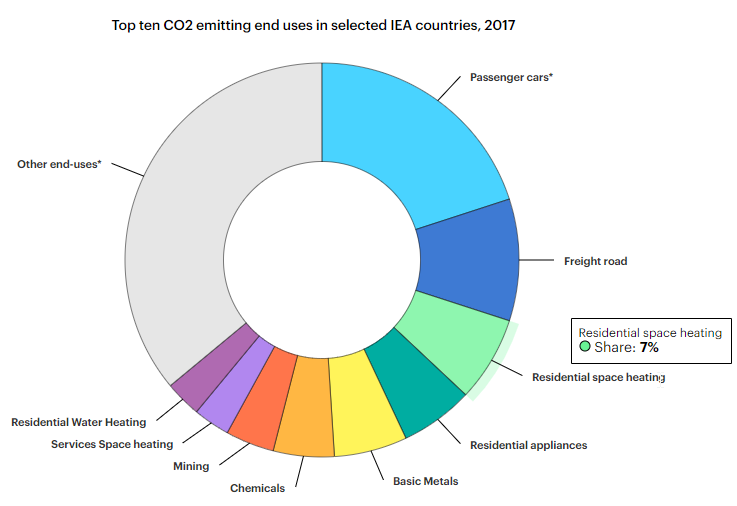 Top ten CO2 emitting end uses in selected IEA countries, 2017
Passenger cars*
Other end-uses*
Freight road
Residential space heating
Share: 7%
Residential space heating
Residential Water Heating
Services Space heating
Residential appliances
Mining
Basic Metals
Chemicals